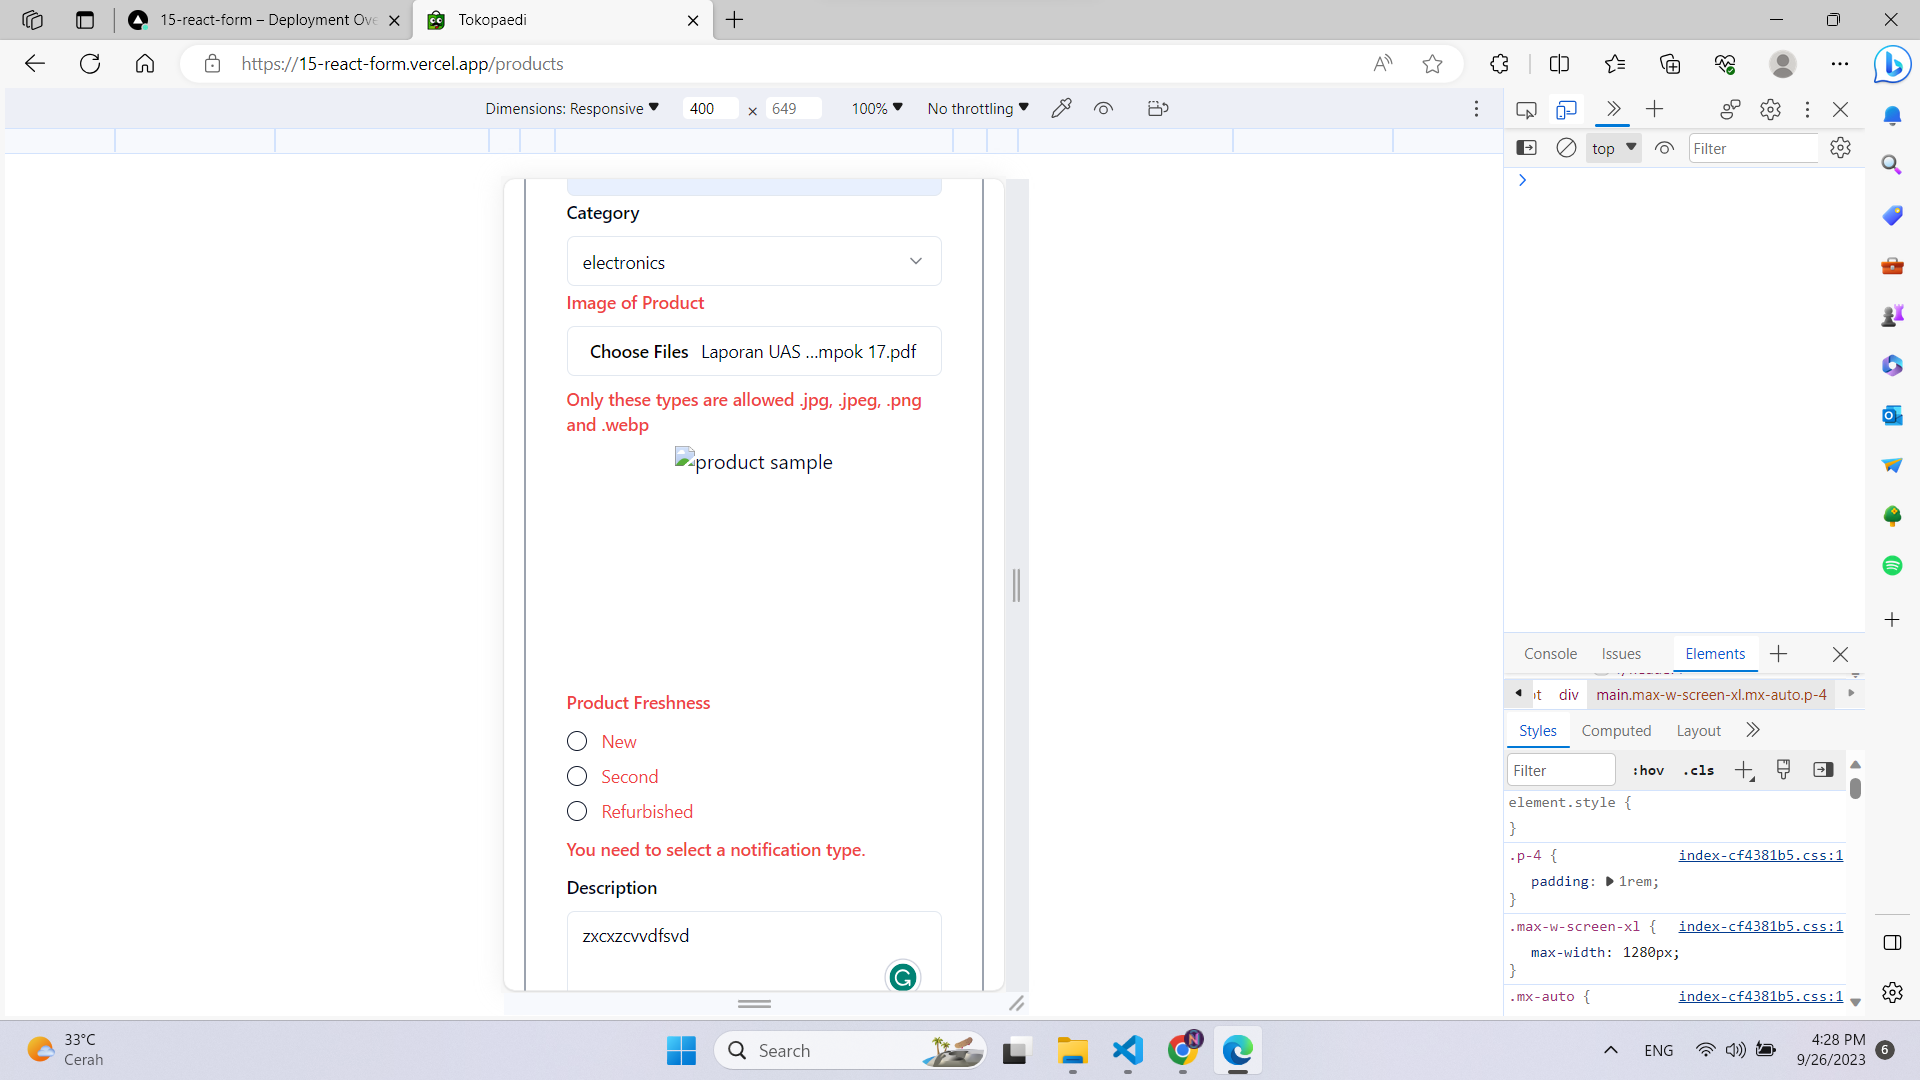 15-react-form – Deployment Ove
Tokopaedi
https://15-react-form.vercel.app/products
Dimensions: Responsive
400
×
649
100%
No throttling
top
Filter
Category
electronics
Image of Product
Choose Files Laporan UAS ...mpok 17.pdf
Only these types are allowed .jpg, .jpeg, .png
and .webp
product sample
Product Freshness
New
Second
Refurbished
You need to select a notification type.
Description
zxcxzcvvdfsvd
Console
Issues
Elements
ot
div
main.max-w-screen-xl.mx-auto.p-4
Styles
Computed
Layout
Filter
:hov
.cls
element.style {
}
.p-4 {
index-cf4381b5.css:1
padding: 1rem;
}
.max-w-screen-xl {
index-cf4381b5.css:1
max-width: 1280px;
}
.mx-auto {
index-cf4381b5.css:1
33°C
Cerah
Search
ENG
4:28 PM
9/26/2023
6